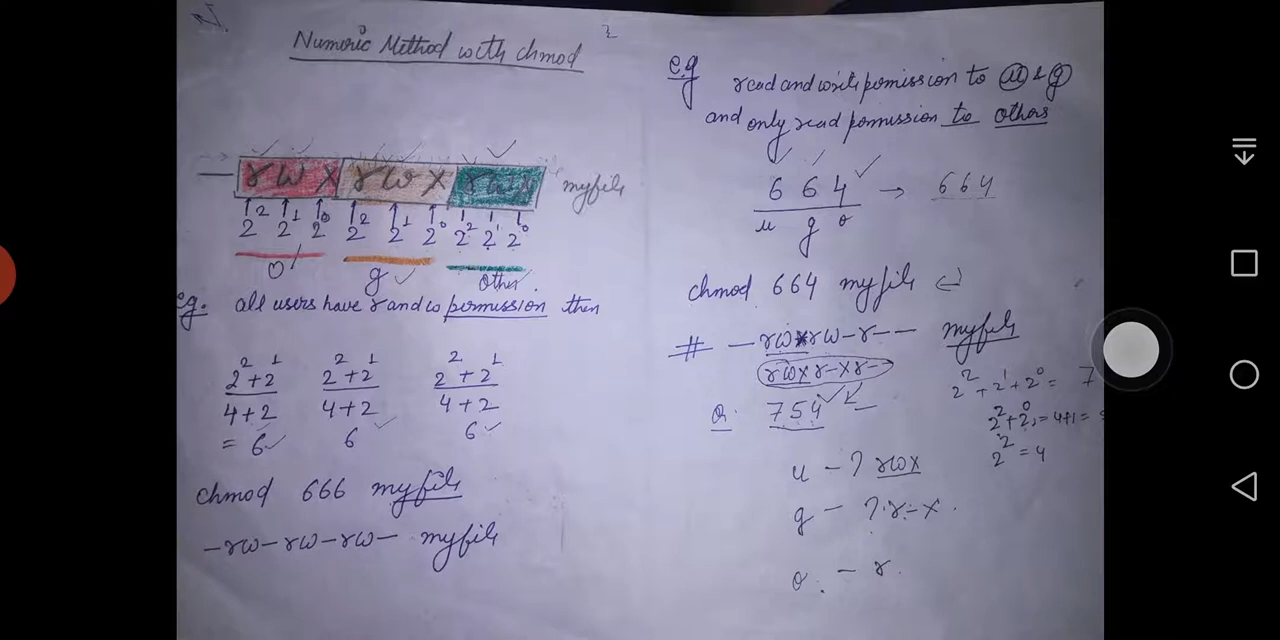 Numeric Method with chmod
- rwx rwx rwx myfile
2² 2¹ 2⁰ 2² 2¹ 2⁰ 2² 2¹ 2⁰
O g other.
eg. all users have r and w permission then
2²+2¹ 2²+2¹ 2²+2¹
4+2 4+2 4+2
= 6 6 6
chmod 666 myfile
-rw-rw-rw- myfile
e.g read and write permission to u & g
and only read permission to others
6 6 4 → 664
u g o
chmod 664 myfile
# -rw-rw-r-- myfile
rwxr-xr--
Q. 754
2²+2¹+2⁰= 7
2²+2⁰=4+1=
2²=4
u - ? rwx
g - ? r-x.
o. - r.